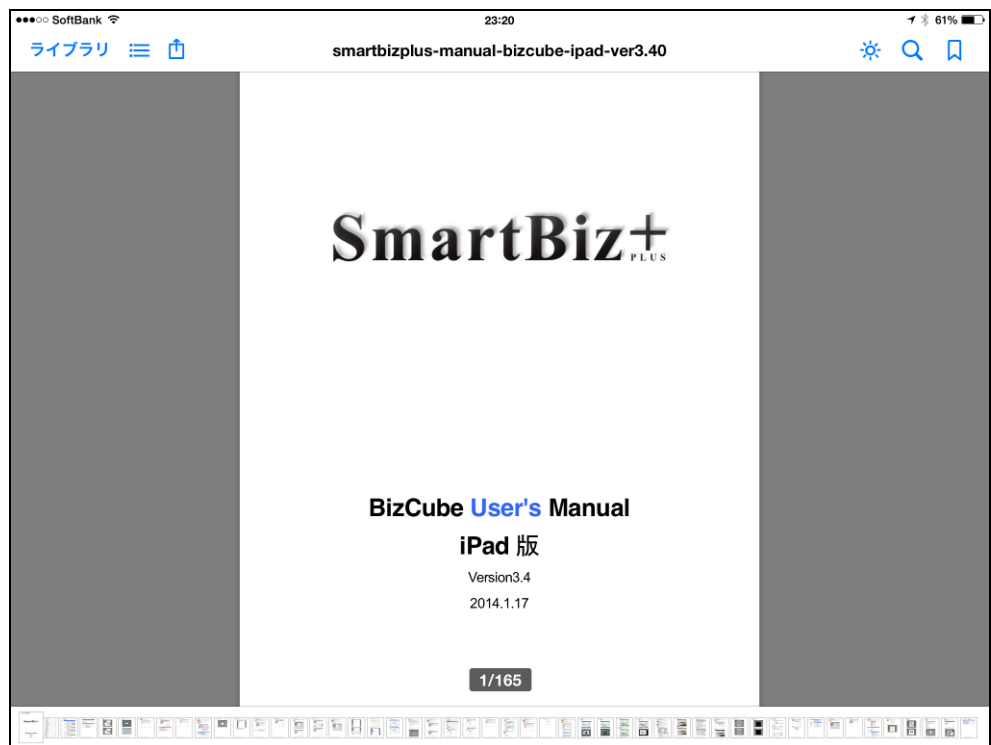 SoftBank 23:20 61%
ライブラリ smartbizplus-manual-bizcube-ipad-ver3.40
SmartBiz+
PLUS
BizCube User's Manual
iPad 版
Version3.4
2014.1.17
1/165